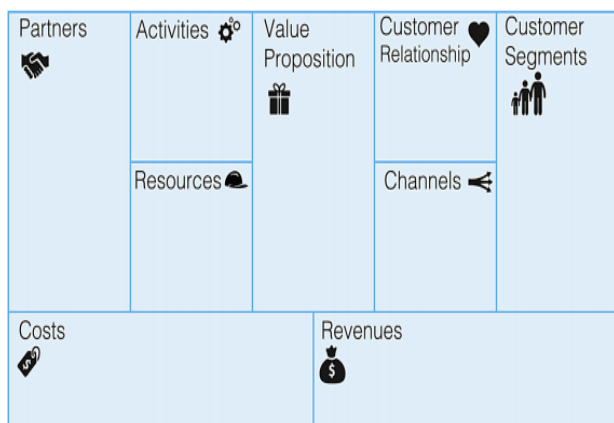 Partners
Activities
Value
Proposition
Customer
Relationship
Customer
Segments
Resources
Channels
Costs
$
Revenues
$